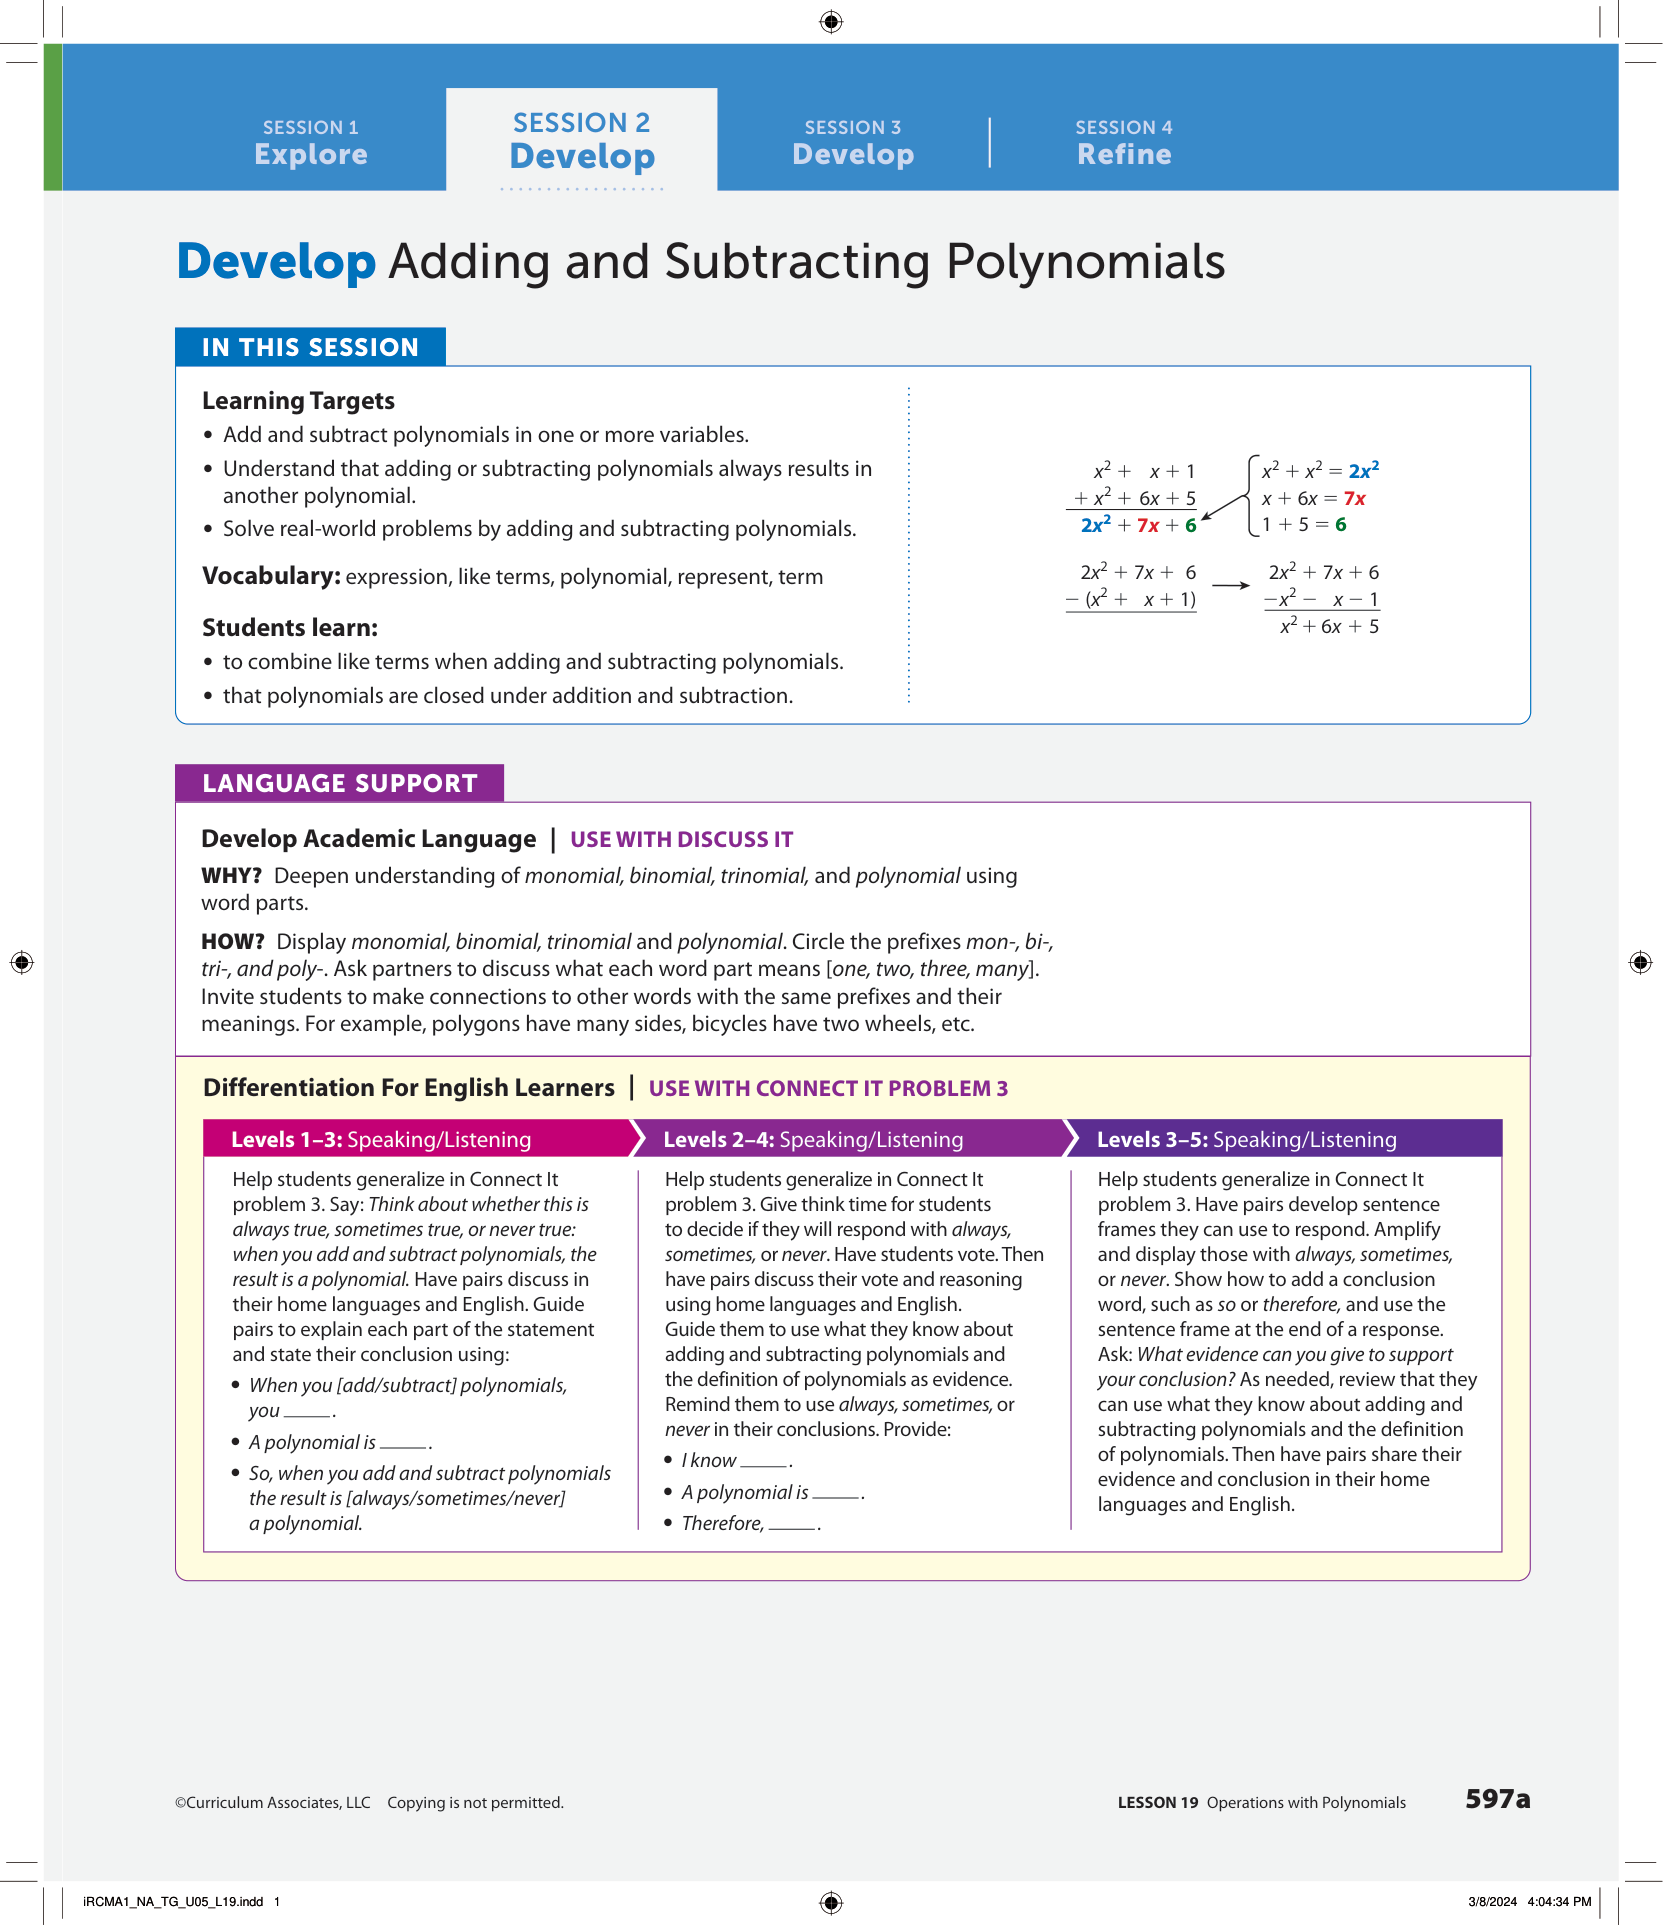 SESSION 1
Explore
SESSION 2
Develop
SESSION 3
Develop
SESSION 4
Refine
Develop Adding and Subtracting Polynomials
IN THIS SESSION
Learning Targets
• Add and subtract polynomials in one or more variables.
• Understand that adding or subtracting polynomials always results in
another polynomial.
• Solve real-world problems by adding and subtracting polynomials.
Vocabulary: expression, like terms, polynomial, represent, term
Students learn:
• to combine like terms when adding and subtracting polynomials.
• that polynomials are closed under addition and subtraction.
x² + x + 1
+ x² + 6x + 5
2x² + 7x + 6
x² + x² = 2x²
x + 6x = 7x
1 + 5 = 6
2x² + 7x + 6
− (x² + x + 1)
2x² + 7x + 6
−x² − x − 1
x² + 6x + 5
LANGUAGE SUPPORT
Develop Academic Language | USE WITH DISCUSS IT
WHY? Deepen understanding of monomial, binomial, trinomial, and polynomial using
word parts.
HOW? Display monomial, binomial, trinomial and polynomial. Circle the prefixes mon-, bi-,
tri-, and poly-. Ask partners to discuss what each word part means [one, two, three, many].
Invite students to make connections to other words with the same prefixes and their
meanings. For example, polygons have many sides, bicycles have two wheels, etc.
Differentiation For English Learners | USE WITH CONNECT IT PROBLEM 3
Levels 1–3: Speaking/Listening
Help students generalize in Connect It
problem 3. Say: Think about whether this is
always true, sometimes true, or never true:
when you add and subtract polynomials, the
result is a polynomial. Have pairs discuss in
their home languages and English. Guide
pairs to explain each part of the statement
and state their conclusion using:
• When you [add/subtract] polynomials,
you _____.
• A polynomial is _____.
• So, when you add and subtract polynomials
the result is [always/sometimes/never]
a polynomial.
Levels 2–4: Speaking/Listening
Help students generalize in Connect It
problem 3. Give think time for students
to decide if they will respond with always,
sometimes, or never. Have students vote. Then
have pairs discuss their vote and reasoning
using home languages and English.
Guide them to use what they know about
adding and subtracting polynomials and
the definition of polynomials as evidence.
Remind them to use always, sometimes, or
never in their conclusions. Provide:
• I know _____.
• A polynomial is _____.
• Therefore, _____.
Levels 3–5: Speaking/Listening
Help students generalize in Connect It
problem 3. Have pairs develop sentence
frames they can use to respond. Amplify
and display those with always, sometimes,
or never. Show how to add a conclusion
word, such as so or therefore, and use the
sentence frame at the end of a response.
Ask: What evidence can you give to support
your conclusion? As needed, review that they
can use what they know about adding and
subtracting polynomials and the definition
of polynomials. Then have pairs share their
evidence and conclusion in their home
languages and English.
©Curriculum Associates, LLC Copying is not permitted.
LESSON 19 Operations with Polynomials 597a
iRCMA1_NA_TG_U05_L19.indd 1
3/8/2024 4:04:34 PM